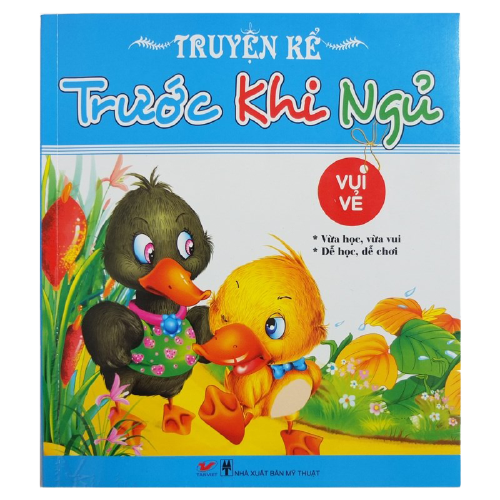 TRUYỆN KỂ
Trước Khi Ngủ
VUI
VẺ
* Vừa học, vừa vui
* Dễ học, dễ chơi
NHÀ XUẤT BẢN MỸ THUẬT